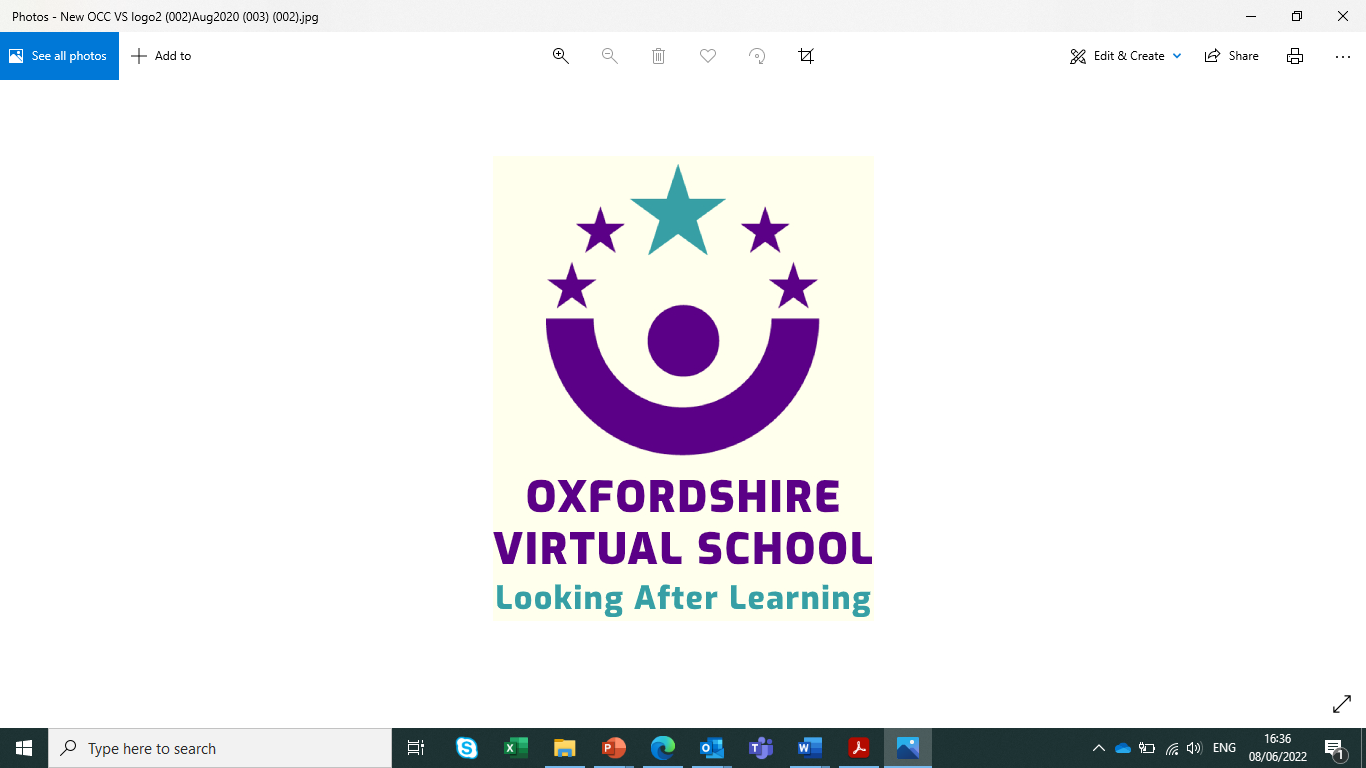 Photos - New OCC VS logo2 (002)Aug2020 (003) (002).jpg
See all photos
Add to
Edit & Create
Share
OXFORDSHIRE
VIRTUAL SCHOOL
Looking After Learning
Type here to search
ENG
16:36
08/06/2022
1